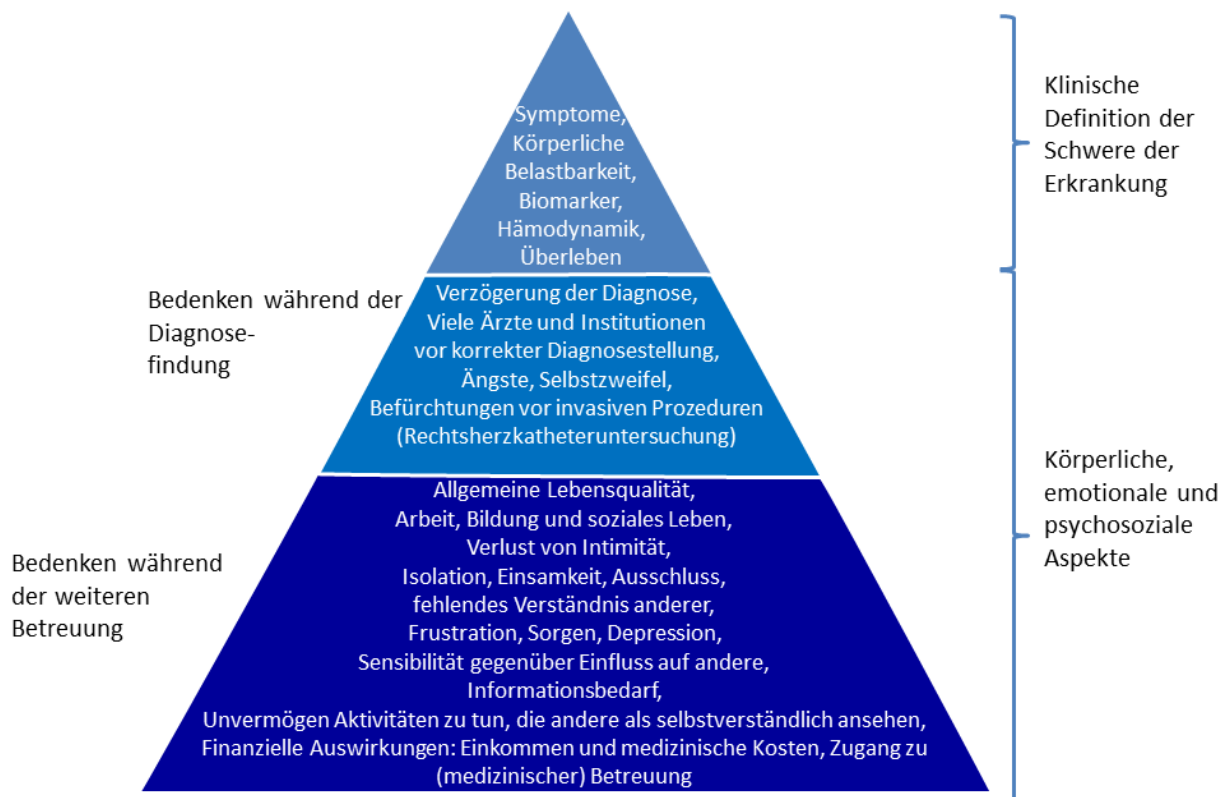 Symptome,
Körperliche
Belastbarkeit,
Biomarker,
Hämodynamik,
Überleben
Klinische
Definition der
Schwere der
Erkrankung
Bedenken während der
Diagnose-
findung
Verzögerung der Diagnose,
Viele Ärzte und Institutionen
vor korrekter Diagnosestellung,
Ängste, Selbstzweifel,
Befürchtungen vor invasiven Prozeduren
(Rechtsherzkatheteruntersuchung)
Körperliche,
emotionale und
psychosoziale
Aspekte
Bedenken während
der weiteren
Betreuung
Allgemeine Lebensqualität,
Arbeit, Bildung und soziales Leben,
Verlust von Intimität,
Isolation, Einsamkeit, Ausschluss,
fehlendes Verständnis anderer,
Frustration, Sorgen, Depression,
Sensibilität gegenüber Einfluss auf andere,
Informationsbedarf,
Unvermögen Aktivitäten zu tun, die andere als selbstverständlich ansehen,
Finanzielle Auswirkungen: Einkommen und medizinische Kosten, Zugang zu
(medizinischer) Betreuung